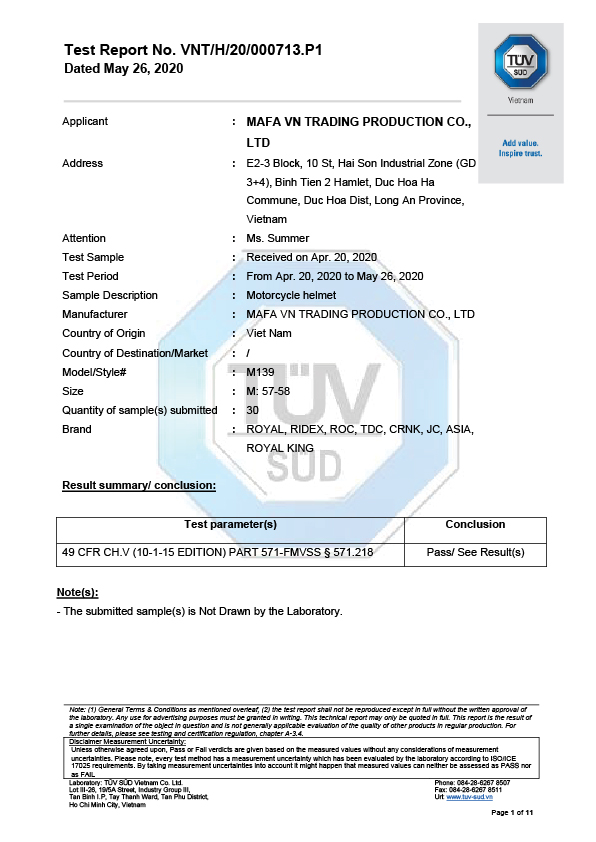 Test Report No. VNT/H/20/000713.P1
Dated May 26, 2020
TÜV
SÜD
Vietnam
Add value.
Inspire trust.
Applicant : MAFA VN TRADING PRODUCTION CO.,
LTD
Address : E2-3 Block, 10 St, Hai Son Industrial Zone (GD
3+4), Binh Tien 2 Hamlet, Duc Hoa Ha
Commune, Duc Hoa Dist, Long An Province,
Vietnam
Attention : Ms. Summer
Test Sample : Received on Apr. 20, 2020
Test Period : From Apr. 20, 2020 to May 26, 2020
Sample Description : Motorcycle helmet
Manufacturer : MAFA VN TRADING PRODUCTION CO., LTD
Country of Origin : Viet Nam
Country of Destination/Market : /
Model/Style# : M139
Size : M: 57-58
Quantity of sample(s) submitted : 30
Brand : ROYAL, RIDEX, ROC, TDC, CRNK, JC, ASIA,
ROYAL KING
TÜV
SÜD
Result summary/ conclusion:
Test parameter(s) Conclusion
49 CFR CH.V (10-1-15 EDITION) PART 571-FMVSS § 571.218 Pass/ See Result(s)
Note(s):
- The submitted sample(s) is Not Drawn by the Laboratory.
Note: (1) General Terms & Conditions as mentioned overleaf, (2) the test report shall not be reproduced except in full without the written approval of
the laboratory. Any use for advertising purposes must be granted in writing. This technical report may only be quoted in full. This report is the result of
a single examination of the object in question and is not generally applicable evaluation of the quality of other products in regular production. For
further details, please see testing and certification regulation, chapter A-3.4.
Disclaimer Measurement Uncertainty:
Unless otherwise agreed upon, Pass or Fail verdicts are given based on the measured values without any considerations of measurement
uncertainties. Please note, every test method has a measurement uncertainty which has been evaluated by the laboratory according to ISO/ICE
17025 requirements. By taking measurement uncertainties into account it might happen that measured values can neither be assessed as PASS nor
as FAIL
Laboratory: TÜV SÜD Vietnam Co. Ltd. Phone: 084-28-6267 8507
Lot III-26, 19/5A Street, Industry Group III, Fax: 084-28-6267 8511
Tan Binh I.P, Tay Thanh Ward, Tan Phu District, Url: www.tuv-sud.vn
Ho Chi Minh City, Vietnam
Page 1 of 11